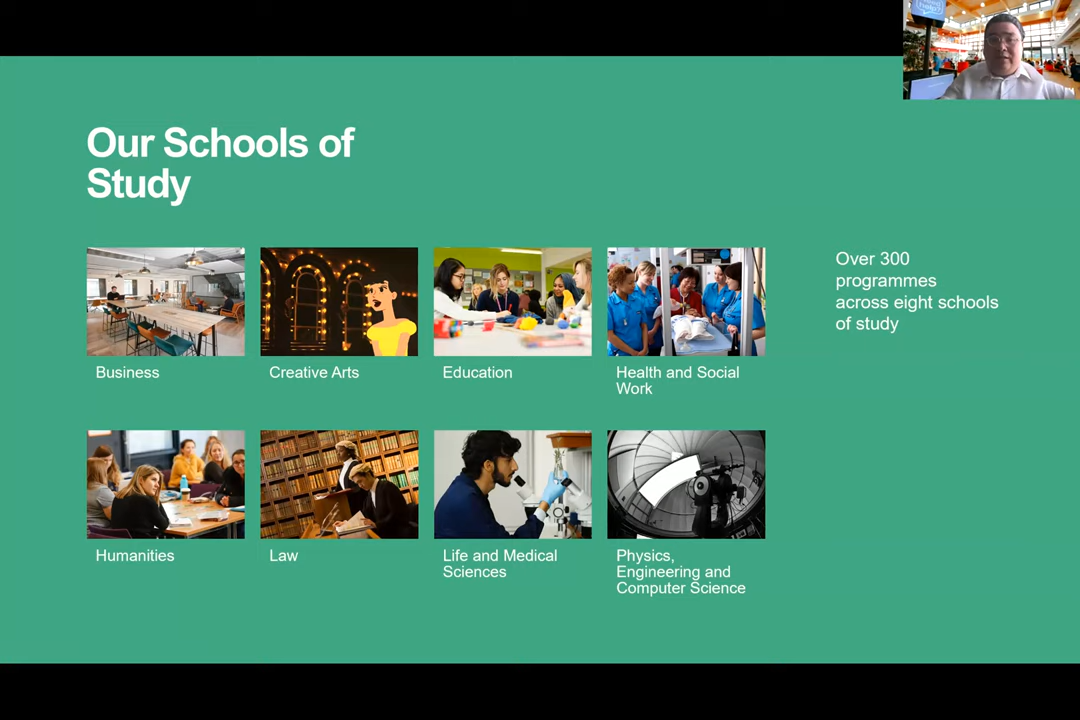 Our Schools of
Study
Over 300
programmes
across eight schools
of study
Business
Creative Arts
Education
Health and Social
Work
Humanities
Law
Life and Medical
Sciences
Physics,
Engineering and
Computer Science